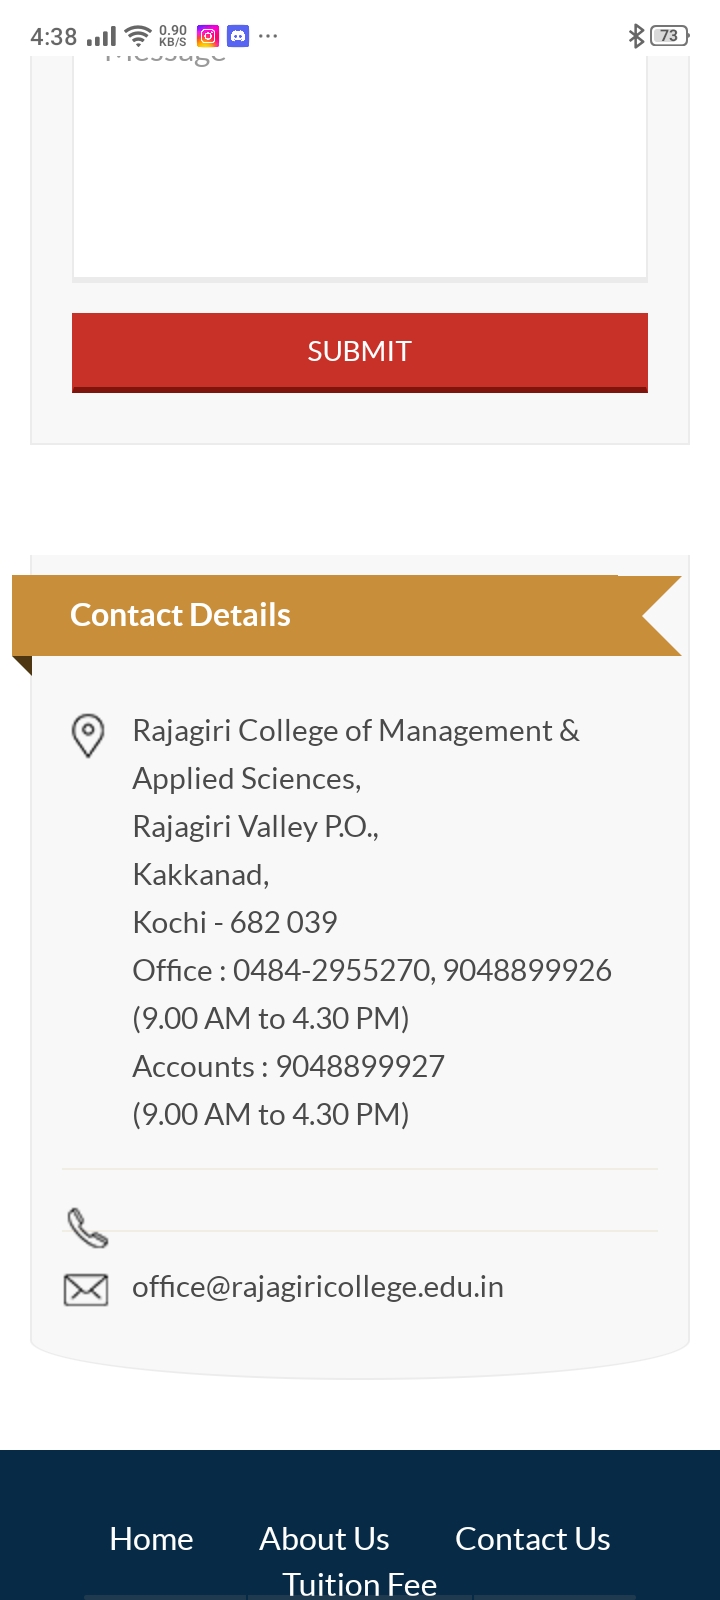 4:38 0.90 KB/S 73
Message
SUBMIT
Contact Details
Rajagiri College of Management &
Applied Sciences,
Rajagiri Valley P.O.,
Kakkanad,
Kochi - 682 039
Office : 0484-2955270, 9048899926
(9.00 AM to 4.30 PM)
Accounts : 9048899927
(9.00 AM to 4.30 PM)
office@rajagiricollege.edu.in
Home About Us Contact Us
Tuition Fee